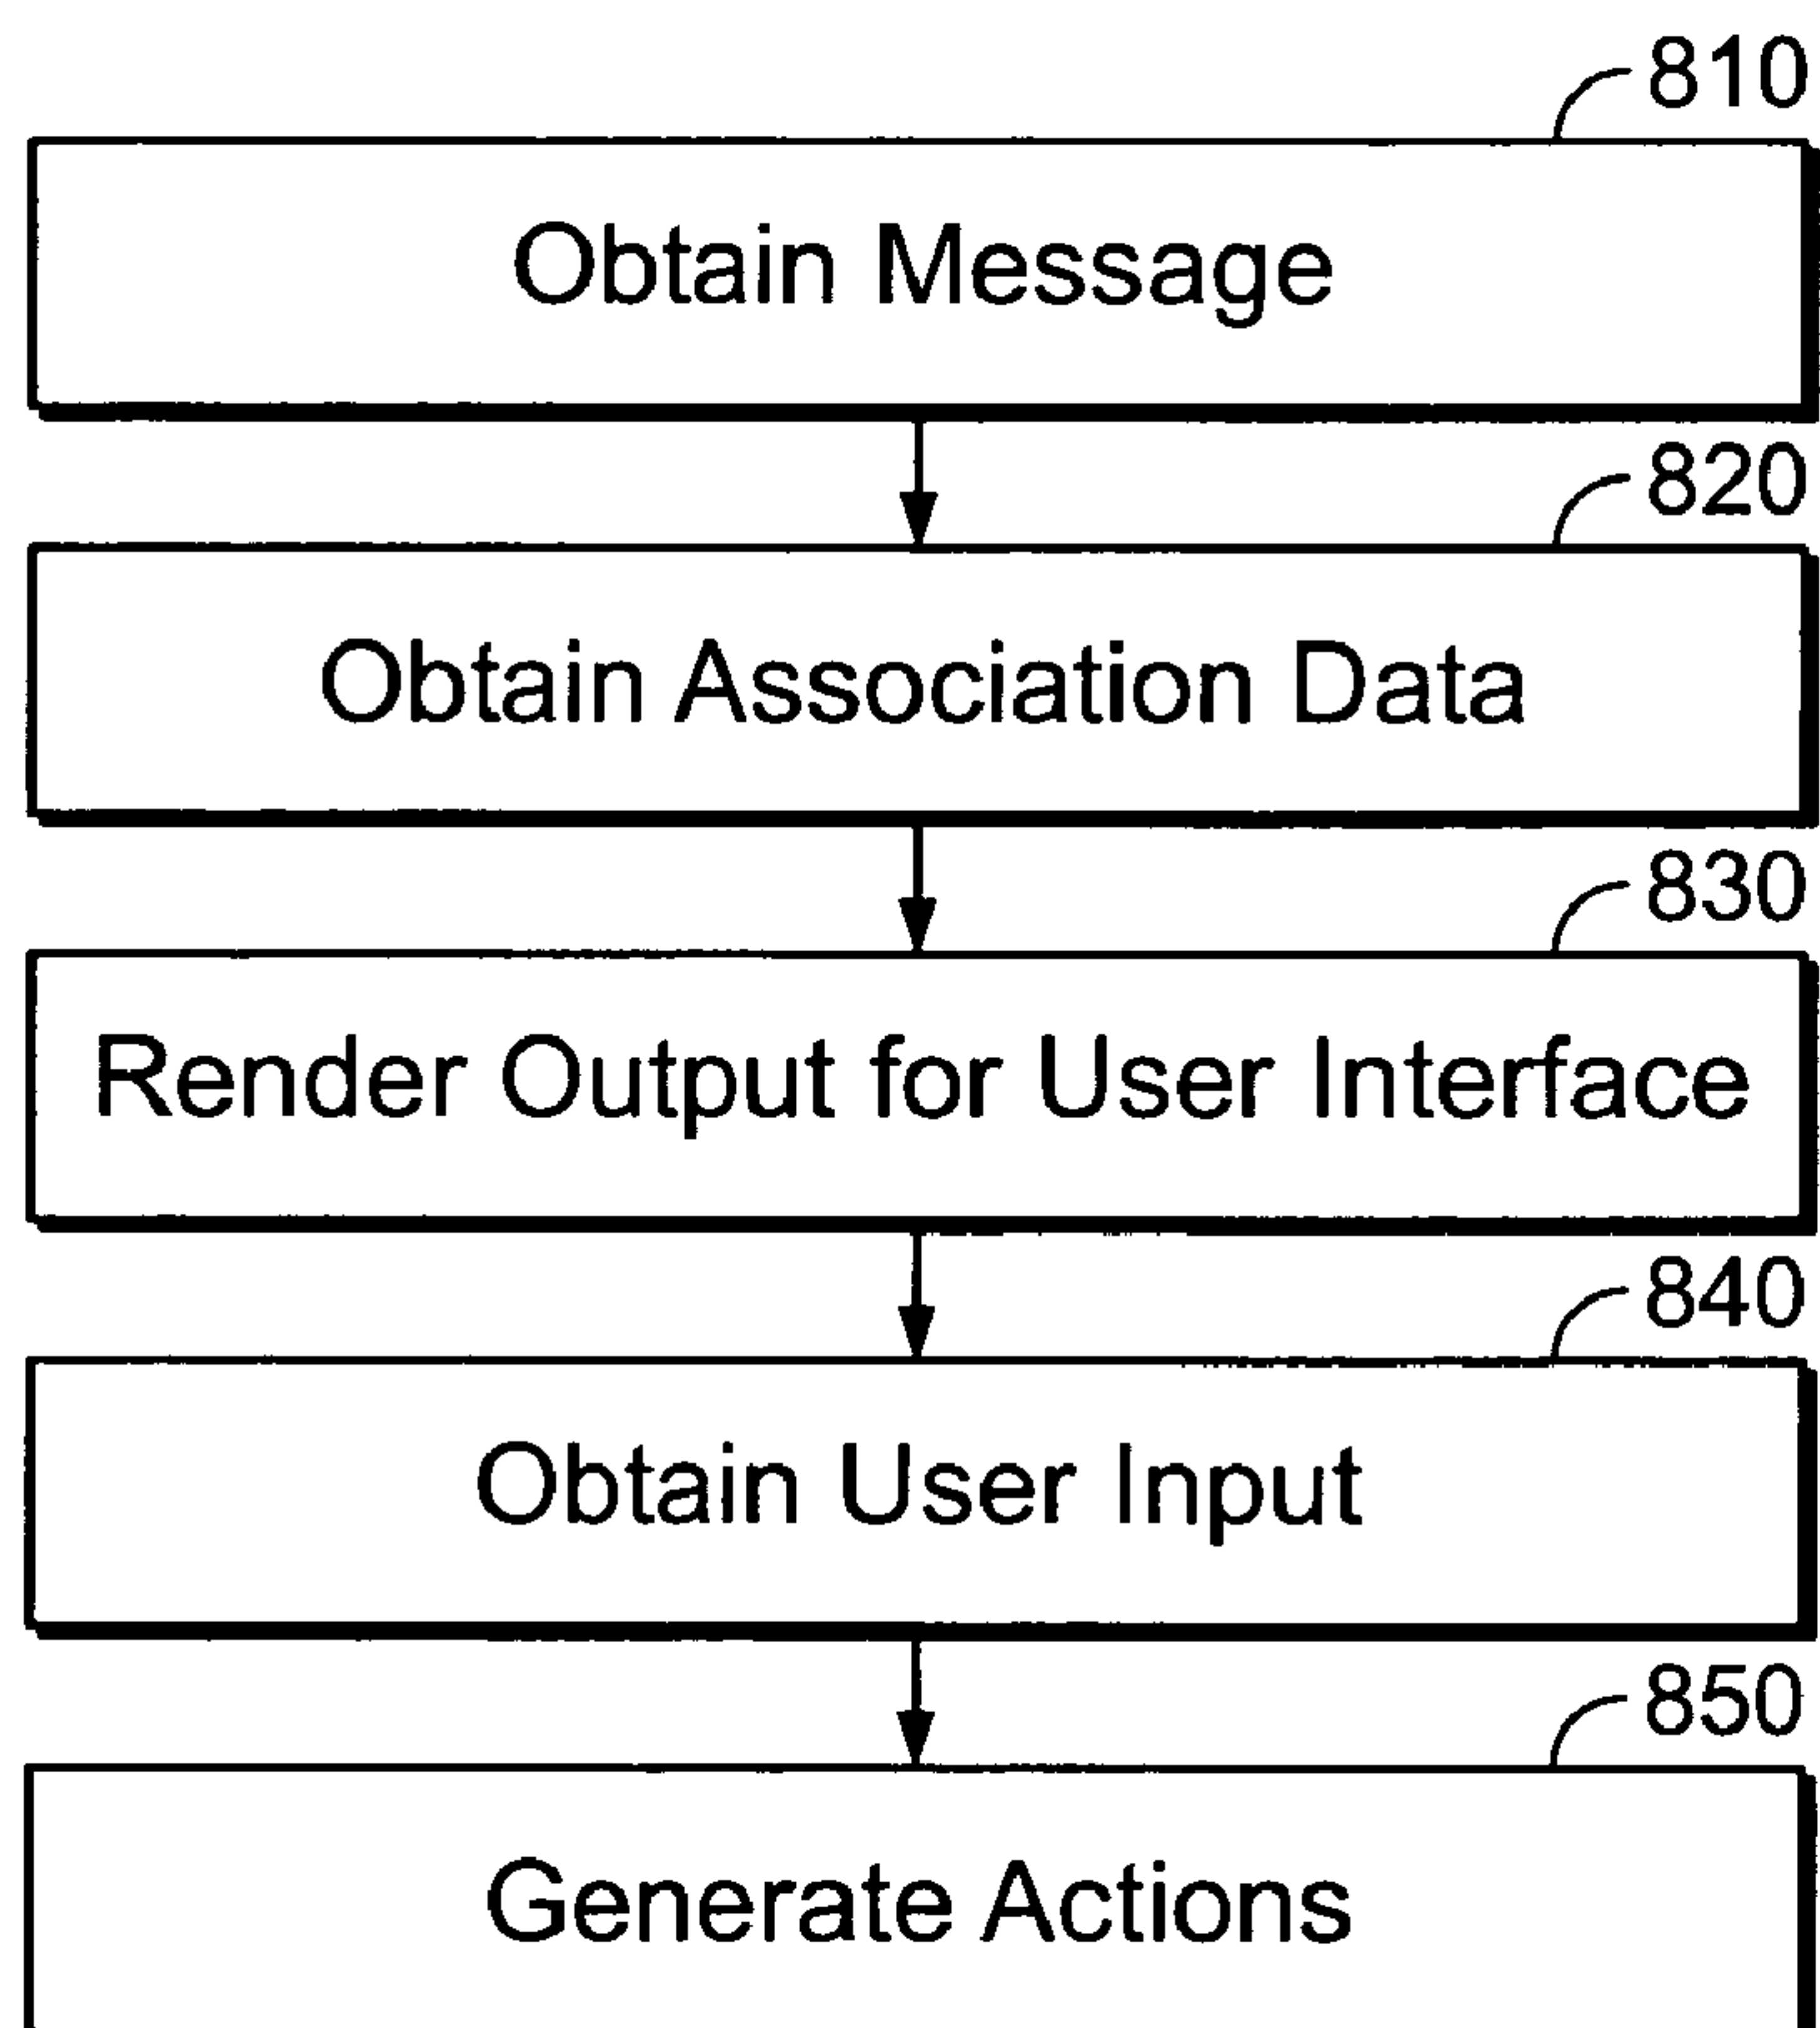 810
Obtain Message
820
Obtain Association Data
830
Render Output for User Interface
840
Obtain User Input
850
Generate Actions